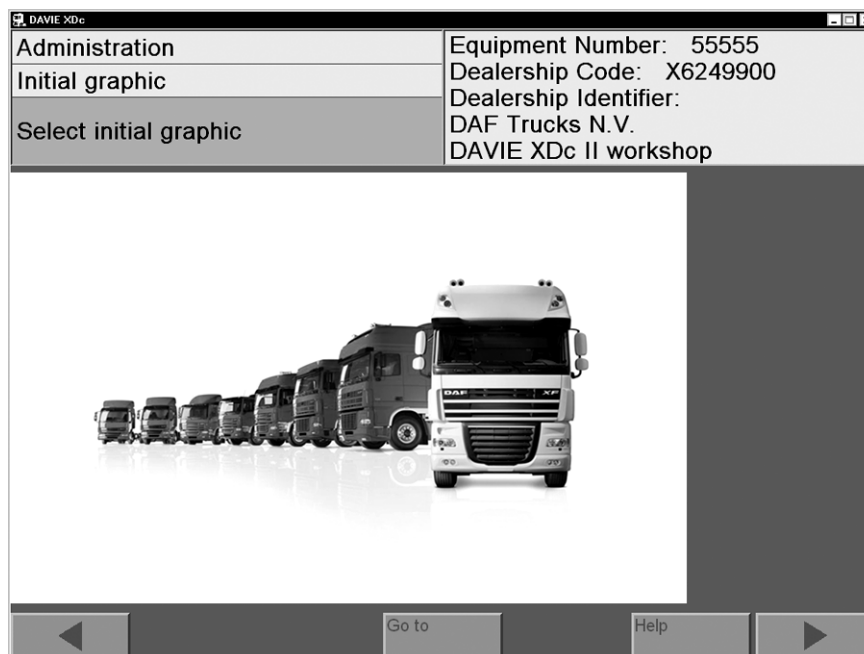 DAVIE XDc
Administration
Initial graphic
Select initial graphic
Equipment Number: 55555
Dealership Code: X6249900
Dealership Identifier:
DAF Trucks N.V.
DAVIE XDc II workshop
DAF XF
Go to
Help